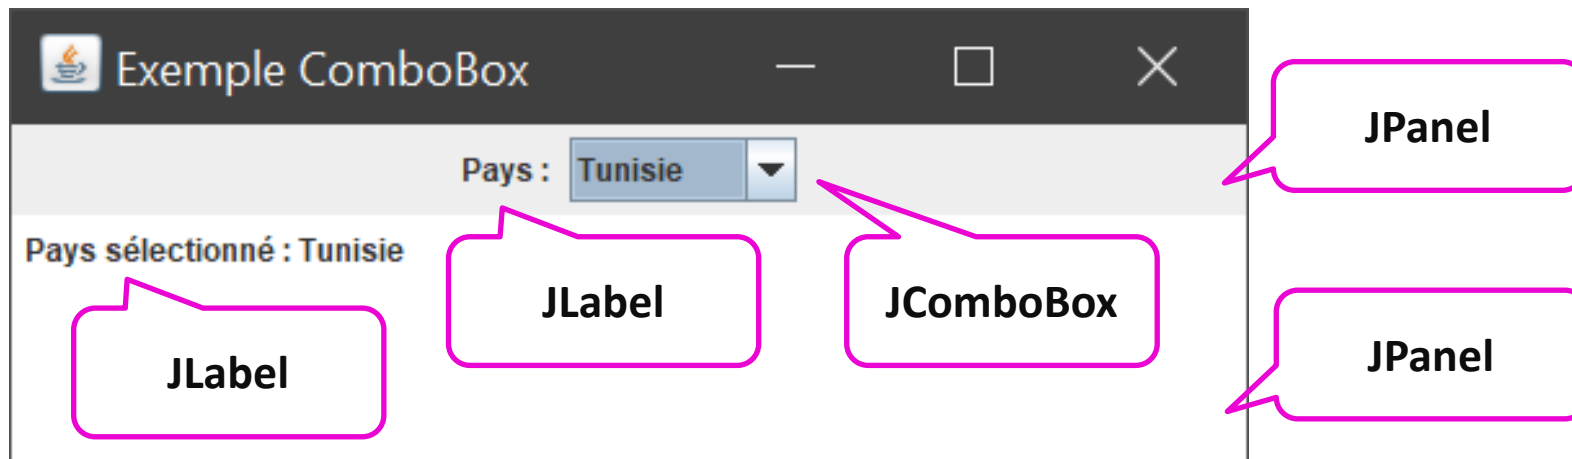 Exemple ComboBox
JPanel
Pays : Tunisie
Pays sélectionné : Tunisie
JLabel
JComboBox
JLabel
JPanel